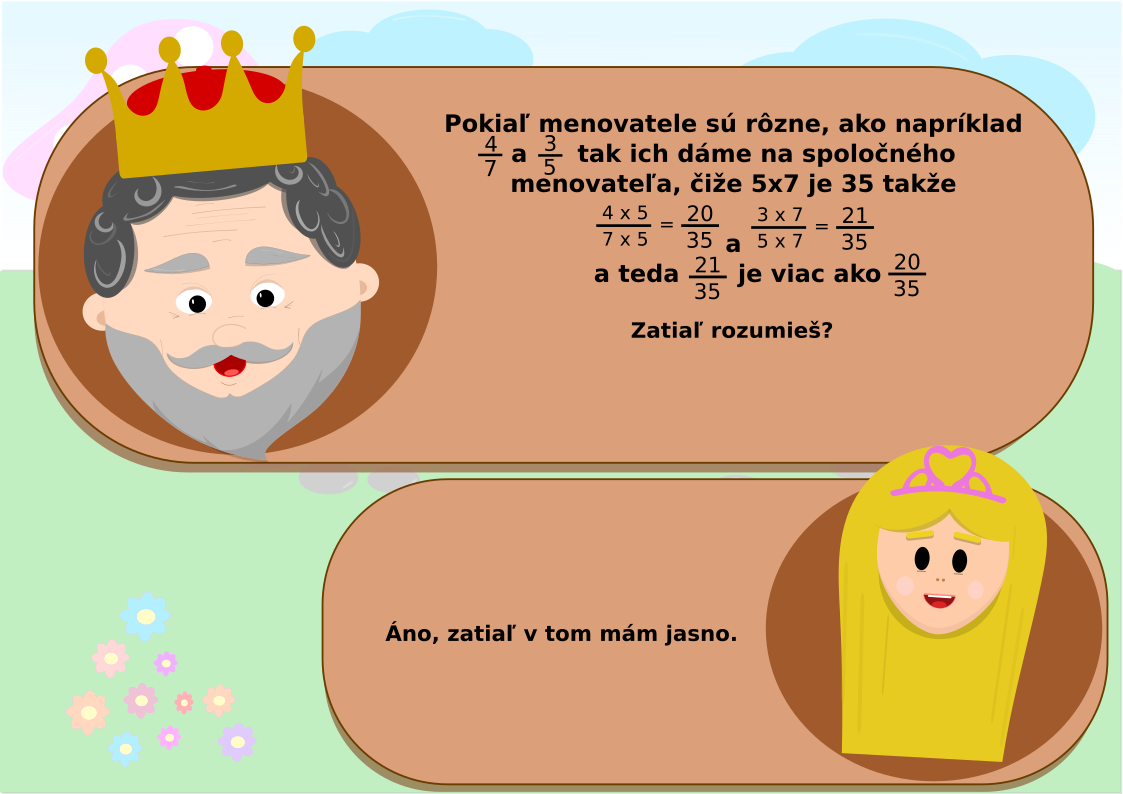 Pokiaľ menovatele sú rôzne, ako napríklad
4/7 a 3/5 tak ich dáme na spoločného
menovateľa, čiže 5x7 je 35 takže
4 x 5/7 x 5 = 20/35 a 3 x 7/5 x 7 = 21/35
a teda 21/35 je viac ako 20/35
Zatiaľ rozumieš?
Áno, zatiaľ v tom mám jasno.